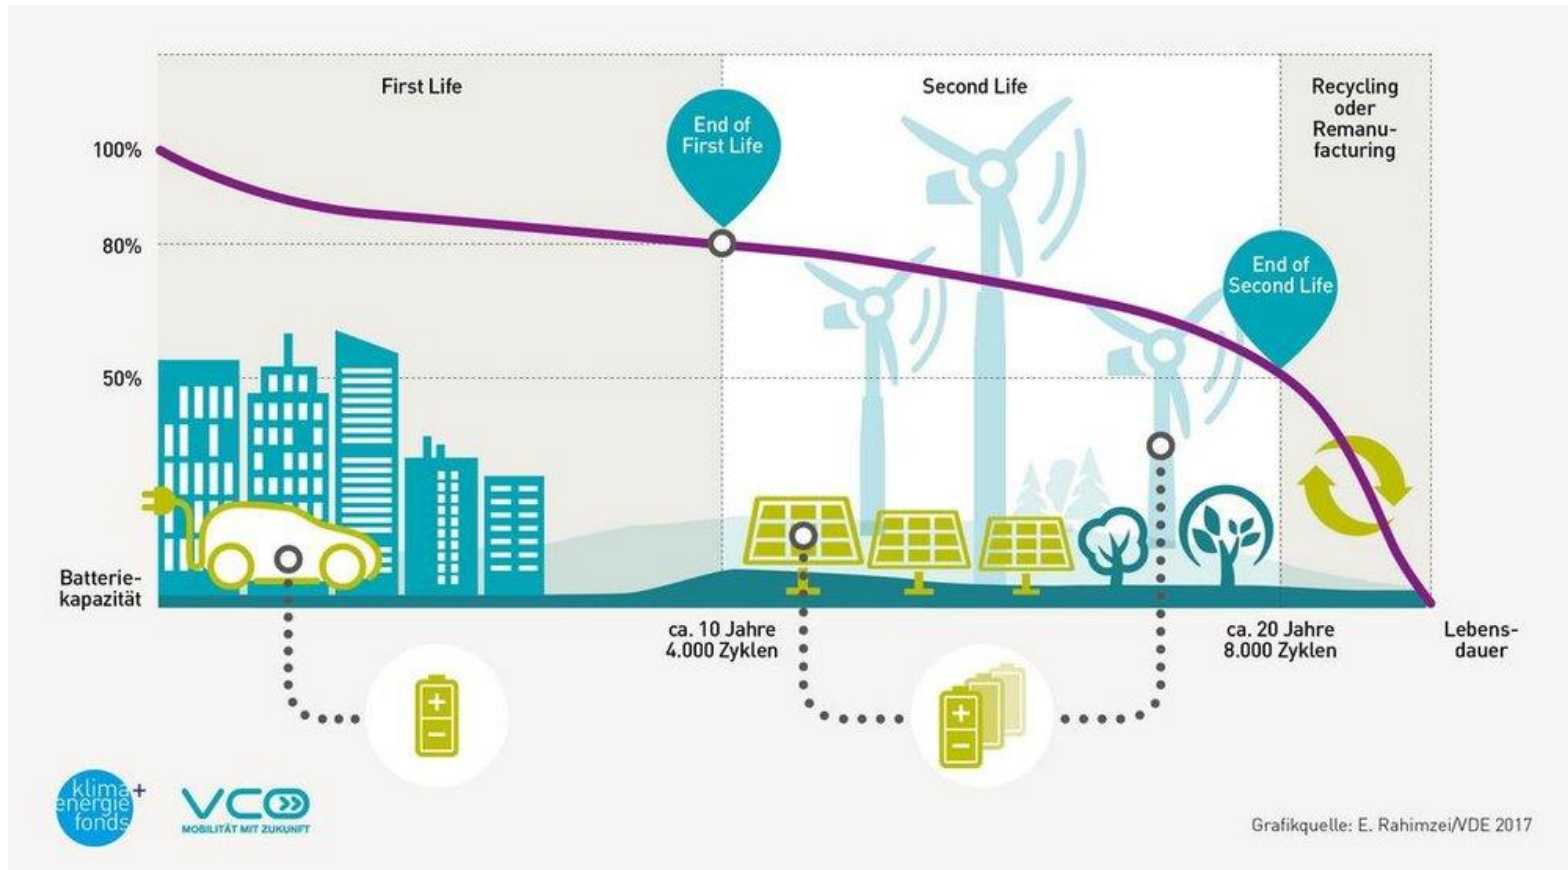 First Life
Second Life
Recycling
oder
Remanu-
facturing
End of
First Life
100%
80%
End of
Second Life
50%
Batterie-
kapazität
ca. 10 Jahre
4.000 Zyklen
ca. 20 Jahre
8.000 Zyklen
Lebens-
dauer
klima+
energie
fonds
VCO
MOBILITÄT MIT ZUKUNFT
Grafikquelle: E. Rahimzei/VDE 2017